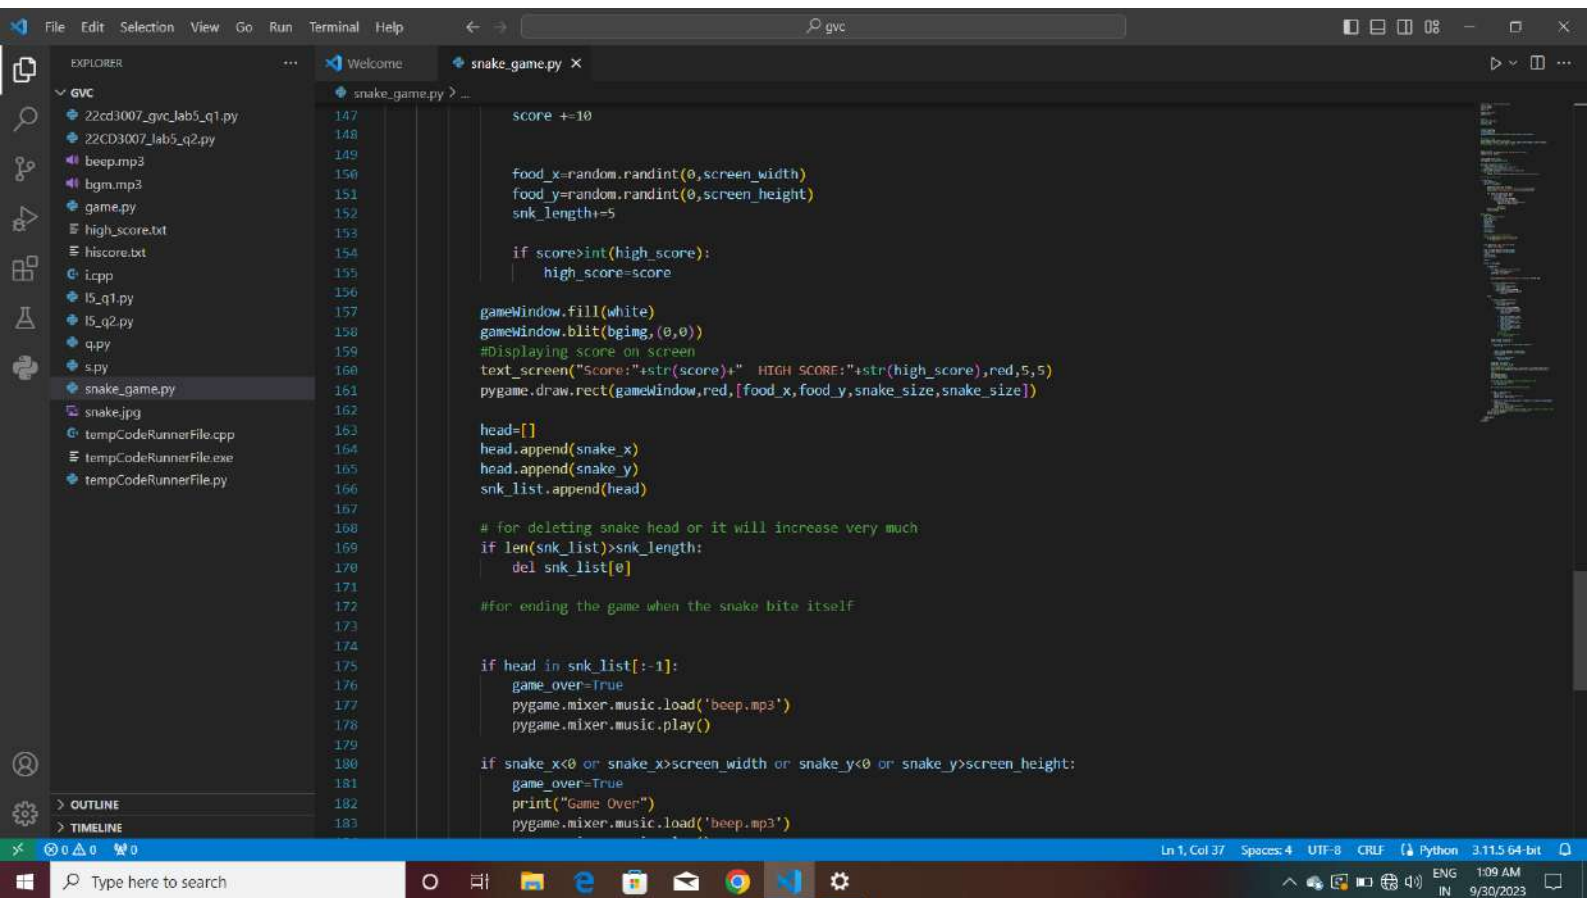 File Edit Selection View Go Run Terminal Help
gvc
EXPLORER
Welcome
snake_game.py
GVC
snake_game.py > ...
22cd3007_gvc_lab5_q1.py
22CD3007_lab5_q2.py
beep.mp3
bgm.mp3
game.py
high_score.txt
hiscore.txt
i.cpp
l5_q1.py
l5_q2.py
q.py
s.py
snake_game.py
snake.jpg
tempCodeRunnerFile.cpp
tempCodeRunnerFile.exe
tempCodeRunnerFile.py
OUTLINE
TIMELINE
147 score +=10
148
149
150 food_x=random.randint(0,screen_width)
151 food_y=random.randint(0,screen_height)
152 snk_length+=5
153
154 if score>int(high_score):
155 high_score=score
156
157 gameWindow.fill(white)
158 gameWindow.blit(bgimg,(0,0))
159 #Displaying score on screen
160 text_screen("Score:"+str(score)+"  HIGH SCORE:"+str(high_score),red,5,5)
161 pygame.draw.rect(gameWindow,red,[food_x,food_y,snake_size,snake_size])
162
163 head=[]
164 head.append(snake_x)
165 head.append(snake_y)
166 snk_list.append(head)
167
168 # for deleting snake head or it will increase very much
169 if len(snk_list)>snk_length:
170 del snk_list[0]
171
172 #for ending the game when the snake bite itself
173
174
175 if head in snk_list[:-1]:
176 game_over=True
177 pygame.mixer.music.load('beep.mp3')
178 pygame.mixer.music.play()
179
180 if snake_x<0 or snake_x>screen_width or snake_y<0 or snake_y>screen_height:
181 game_over=True
182 print("Game Over")
183 pygame.mixer.music.load('beep.mp3')
0 0 0
Ln 1, Col 37 Spaces: 4 UTF-8 CRLF Python 3.11.5 64-bit
Type here to search
ENG
IN
1:09 AM
9/30/2023